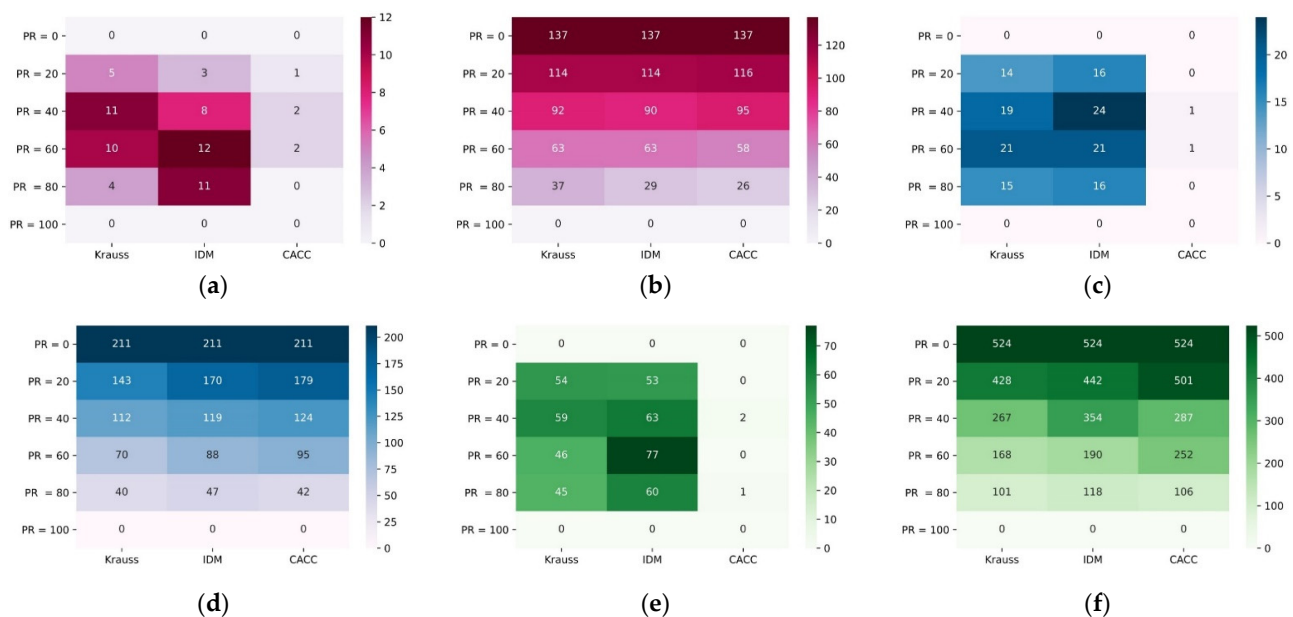 PR = 0 0 0 0
PR = 20 5 3 1
PR = 40 11 8 2
PR = 60 10 12 2
PR = 80 4 11 0
PR = 100 0 0 0
Krauss IDM CACC
12
10
8
6
4
2
0
(a)
PR = 0 137 137 137
PR = 20 114 114 116
PR = 40 92 90 95
PR = 60 63 63 58
PR = 80 37 29 26
PR = 100 0 0 0
Krauss IDM CACC
120
100
80
60
40
20
0
(b)
PR = 0 0 0 0
PR = 20 14 16 0
PR = 40 19 24 1
PR = 60 21 21 1
PR = 80 15 16 0
PR = 100 0 0 0
Krauss IDM CACC
20
15
10
5
0
(c)
PR = 0 211 211 211
PR = 20 143 170 179
PR = 40 112 119 124
PR = 60 70 88 95
PR = 80 40 47 42
PR = 100 0 0 0
Krauss IDM CACC
200
175
150
125
100
75
50
25
0
(d)
PR = 0 0 0 0
PR = 20 54 53 0
PR = 40 59 63 2
PR = 60 46 77 0
PR = 80 45 60 1
PR = 100 0 0 0
Krauss IDM CACC
70
60
50
40
30
20
10
0
(e)
PR = 0 524 524 524
PR = 20 428 442 501
PR = 40 267 354 287
PR = 60 168 190 252
PR = 80 101 118 106
PR = 100 0 0 0
Krauss IDM CACC
500
400
300
200
100
0
(f)